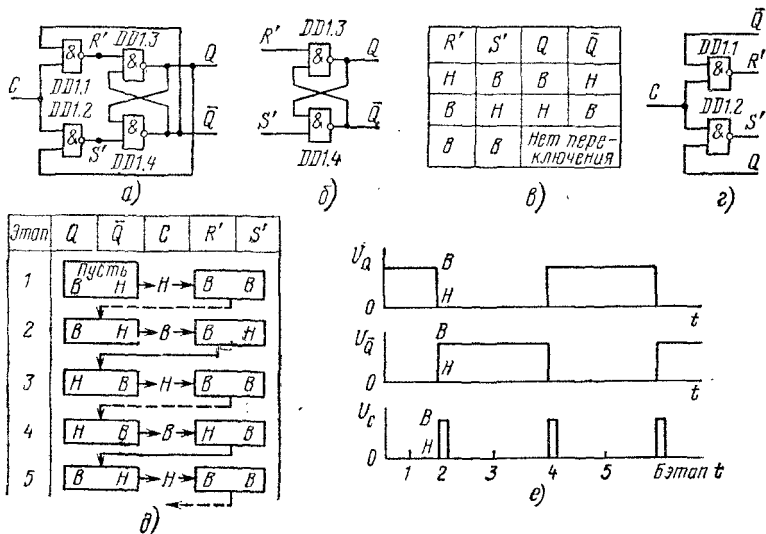 R' DD1.3
&
&
Q
C
DD1.1
DD1.2
&
S'
&
Q̄
DD1.4
а)
DD1.3
R'
&
Q
S'
&
Q̄
DD1.4
б)
R' S' Q Q̄
Н В В Н
В Н Н В
В В Нет пере-
ключения
в)
Q̄
DD1.1
&
R'
C
DD1.2
&
S'
Q
г)
Этап Q Q̄ C R' S'
Пусть
1 В Н Н В В
2 В Н В В Н
3 Н В Н В В
4 Н В В Н В
5 В Н Н В В
д)
U_Q
В
Н
0
t
U_Q̄
В
Н
0
t
U_C
В
Н
0
1 2 3 4 5 6 этап t
е)